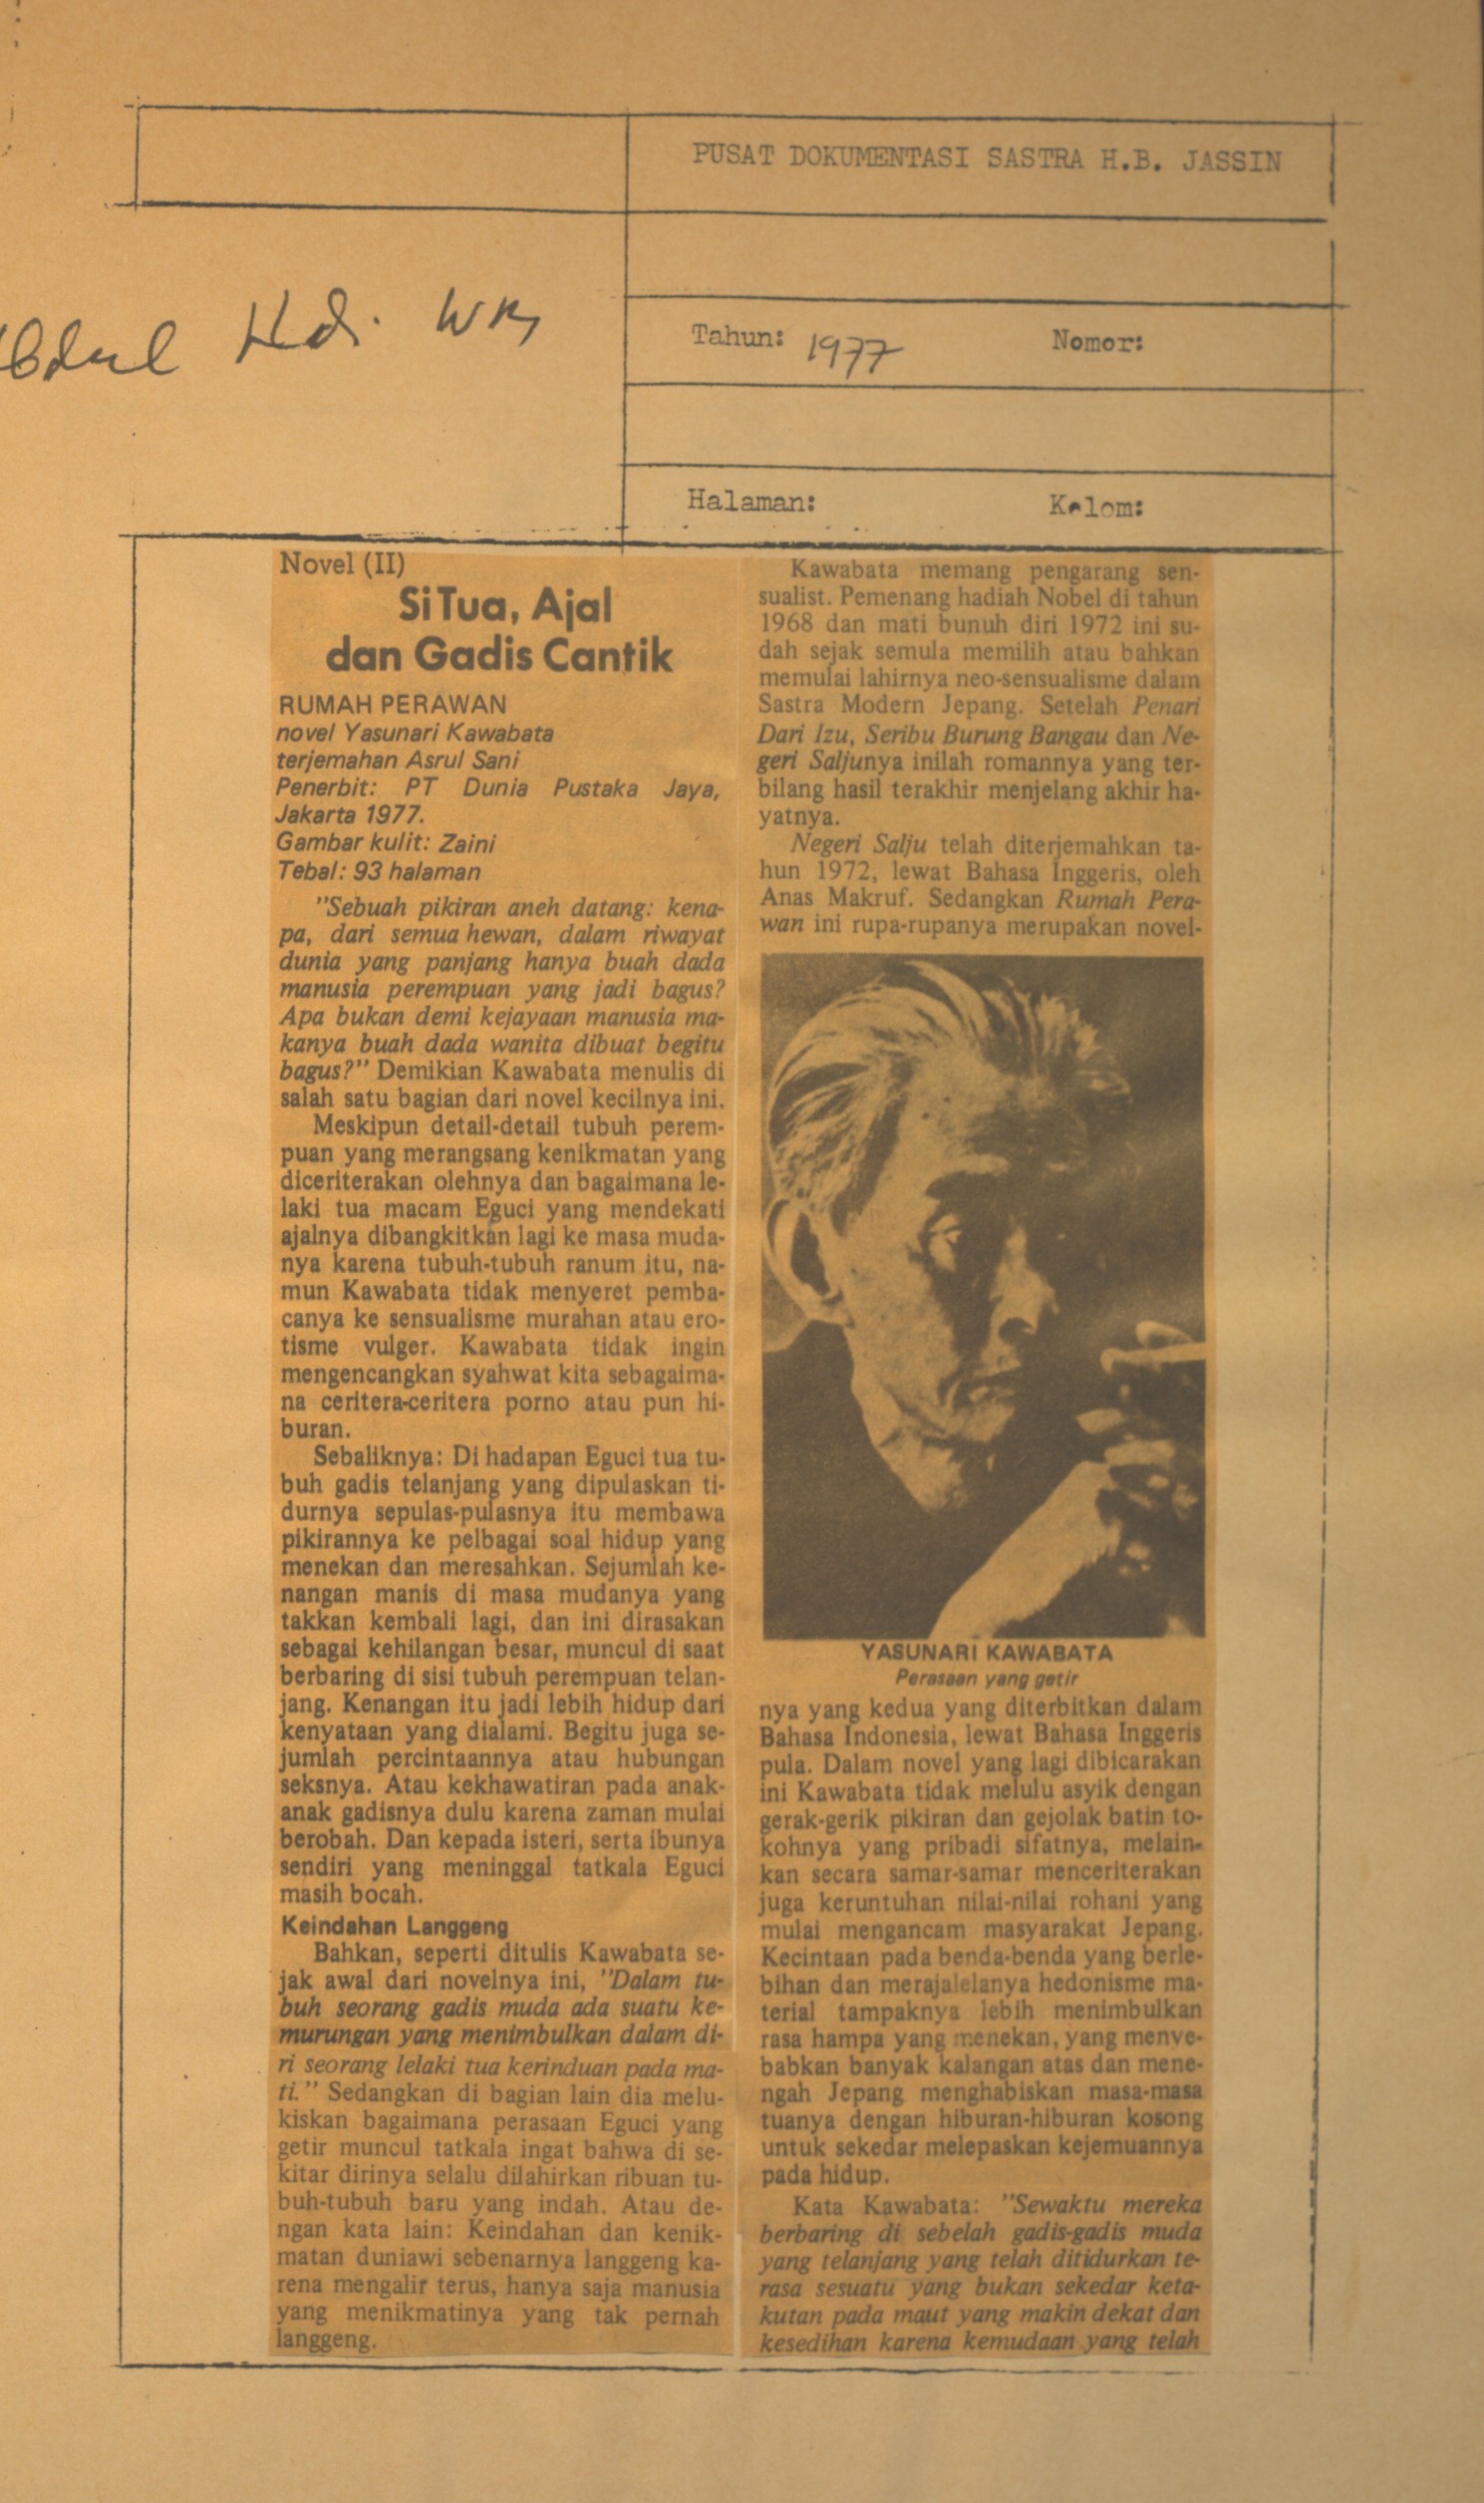 PUSAT DOKUMENTASI SASTRA H.B. JASSIN
Abdul Hadi WM
Tahun: 1977 Nomor:
Halaman: Kolom:
Novel (II)
Si Tua, Ajal
dan Gadis Cantik
RUMAH PERAWAN
novel Yasunari Kawabata
terjemahan Asrul Sani
Penerbit: PT Dunia Pustaka Jaya,
Jakarta 1977.
Gambar kulit: Zaini
Tebal: 93 halaman
"Sebuah pikiran aneh datang: kena-
pa, dari semua hewan, dalam riwayat
dunia yang panjang hanya buah dada
manusia perempuan yang jadi bagus?
Apa bukan demi kejayaan manusia ma-
kanya buah dada wanita dibuat begitu
bagus?" Demikian Kawabata menulis di
salah satu bagian dari novel kecilnya ini.
Meskipun detail-detail tubuh perem-
puan yang merangsang kenikmatan yang
diceriterakan olehnya dan bagaimana le-
laki tua macam Eguci yang mendekati
ajalnya dibangkitkan lagi ke masa muda-
nya karena tubuh-tubuh ranum itu, na-
mun Kawabata tidak menyeret pemba-
canya ke sensualisme murahan atau ero-
tisme vulger. Kawabata tidak ingin
mengencangkan syahwat kita sebagaima-
na ceritera-ceritera porno atau pun hi-
buran.
Sebaliknya: Di hadapan Eguci tua tu-
buh gadis telanjang yang dipulaskan ti-
durnya sepulas-pulasnya itu membawa
pikirannya ke pelbagai soal hidup yang
menekan dan meresahkan. Sejumlah ke-
nangan manis di masa mudanya yang
takkan kembali lagi, dan ini dirasakan
sebagai kehilangan besar, muncul di saat
berbaring di sisi tubuh perempuan telan-
jang. Kenangan itu jadi lebih hidup dari
kenyataan yang dialami. Begitu juga se-
jumlah percintaannya atau hubungan
seksnya. Atau kekhawatiran pada anak-
anak gadisnya dulu karena zaman mulai
berobah. Dan kepada isteri, serta ibunya
sendiri yang meninggal tatkala Eguci
masih bocah.
Keindahan Langgeng
Bahkan, seperti ditulis Kawabata se-
jak awal dari novelnya ini, "Dalam tu-
buh seorang gadis muda ada suatu ke-
murungan yang menimbulkan dalam di-
ri seorang lelaki tua kerinduan pada ma-
ti." Sedangkan di bagian lain dia melu-
kiskan bagaimana perasaan Eguci yang
getir muncul tatkala ingat bahwa di se-
kitar dirinya selalu dilahirkan ribuan tu-
buh-tubuh baru yang indah. Atau de-
ngan kata lain: Keindahan dan kenik-
matan duniawi sebenarnya langgeng ka-
rena mengalir terus, hanya saja manusia
yang menikmatinya yang tak pernah
langgeng.
Kawabata memang pengarang sen-
sualist. Pemenang hadiah Nobel di tahun
1968 dan mati bunuh diri 1972 ini su-
dah sejak semula memilih atau bahkan
memulai lahirnya neo-sensualisme dalam
Sastra Modern Jepang. Setelah Penari
Dari Izu, Seribu Burung Bangau dan Ne-
geri Saljunya inilah romannya yang ter-
bilang hasil terakhir menjelang akhir ha-
yatnya.
Negeri Salju telah diterjemahkan ta-
hun 1972, lewat Bahasa Inggeris, oleh
Anas Makruf. Sedangkan Rumah Pera-
wan ini rupa-rupanya merupakan novel-
YASUNARI KAWABATA
Perasaan yang getir
nya yang kedua yang diterbitkan dalam
Bahasa Indonesia, lewat Bahasa Inggeris
pula. Dalam novel yang lagi dibicarakan
ini Kawabata tidak melulu asyik dengan
gerak-gerik pikiran dan gejolak batin to-
kohnya yang pribadi sifatnya, melain-
kan secara samar-samar menceriterakan
juga keruntuhan nilai-nilai rohani yang
mulai mengancam masyarakat Jepang.
Kecintaan pada benda-benda yang berle-
bihan dan merajalelanya hedonisme ma-
terial tampaknya lebih menimbulkan
rasa hampa yang menekan, yang menye-
babkan banyak kalangan atas dan mene-
ngah Jepang menghabiskan masa-masa
tuanya dengan hiburan-hiburan kosong
untuk sekedar melepaskan kejemuannya
pada hidup.
Kata Kawabata: "Sewaktu mereka
berbaring di sebelah gadis-gadis muda
yang telanjang yang telah ditidurkan te-
rasa sesuatu yang bukan sekedar keta-
kutan pada maut yang makin dekat dan
kesedihan karena kemudaan yang telah